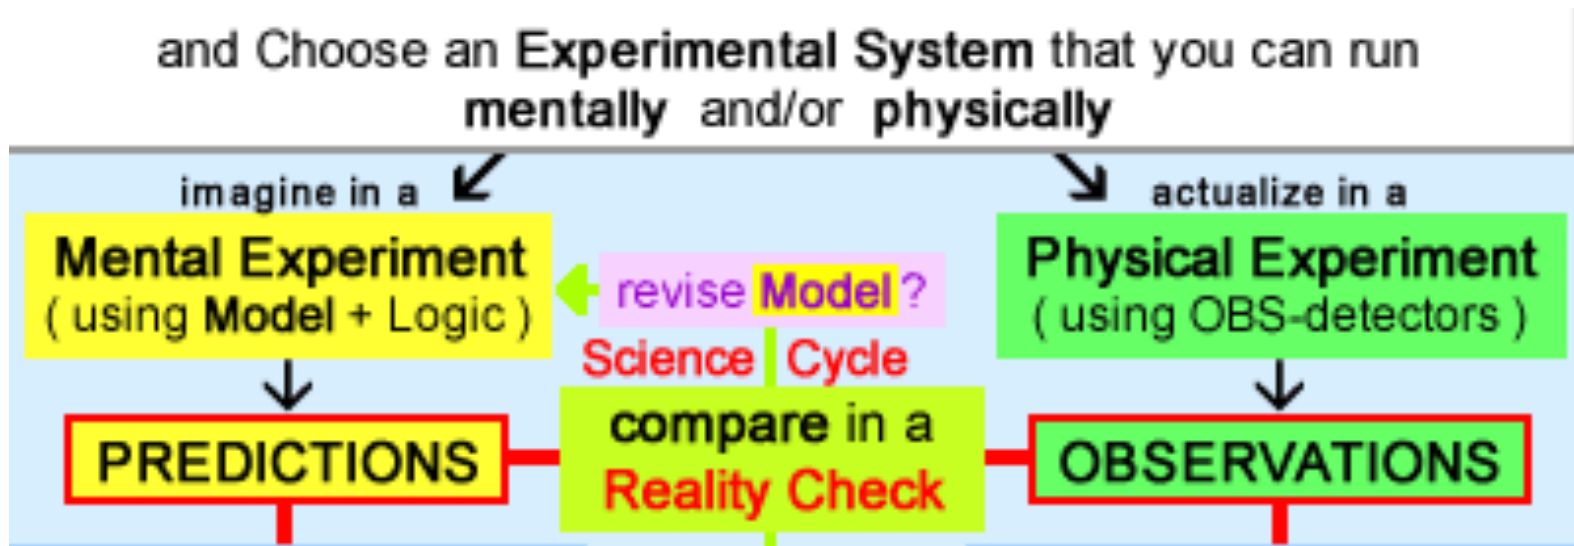 and Choose an Experimental System that you can run
mentally and/or physically
imagine in a
actualize in a
Mental Experiment
( using Model + Logic )
revise Model ?
Physical Experiment
( using OBS-detectors )
Science Cycle
PREDICTIONS
compare in a
Reality Check
OBSERVATIONS